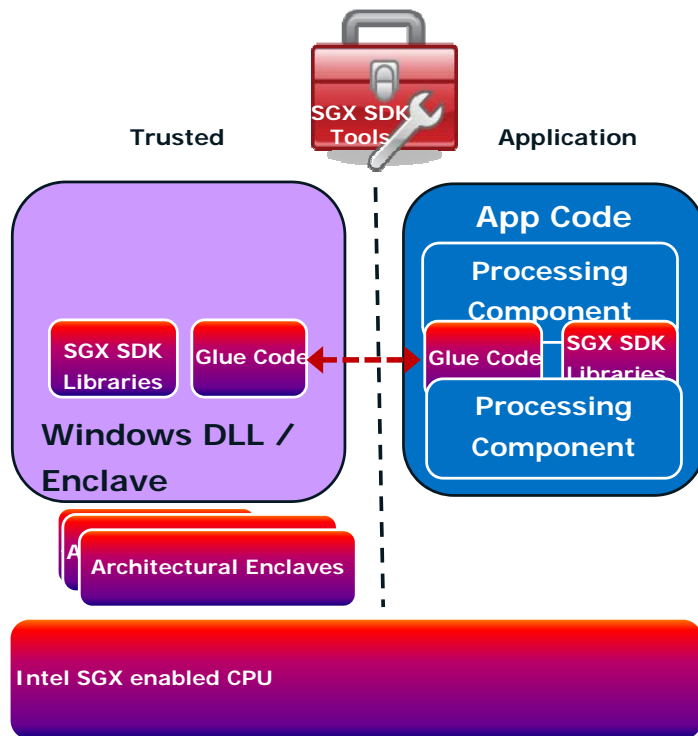 SGX SDK
Tools
Trusted
Application
App Code
Processing
Component
SGX SDK
Libraries
Glue Code
Glue Code
SGX SDK
Libraries
Processing
Component
Windows DLL /
Enclave
A
Architectural Enclaves
Intel SGX enabled CPU